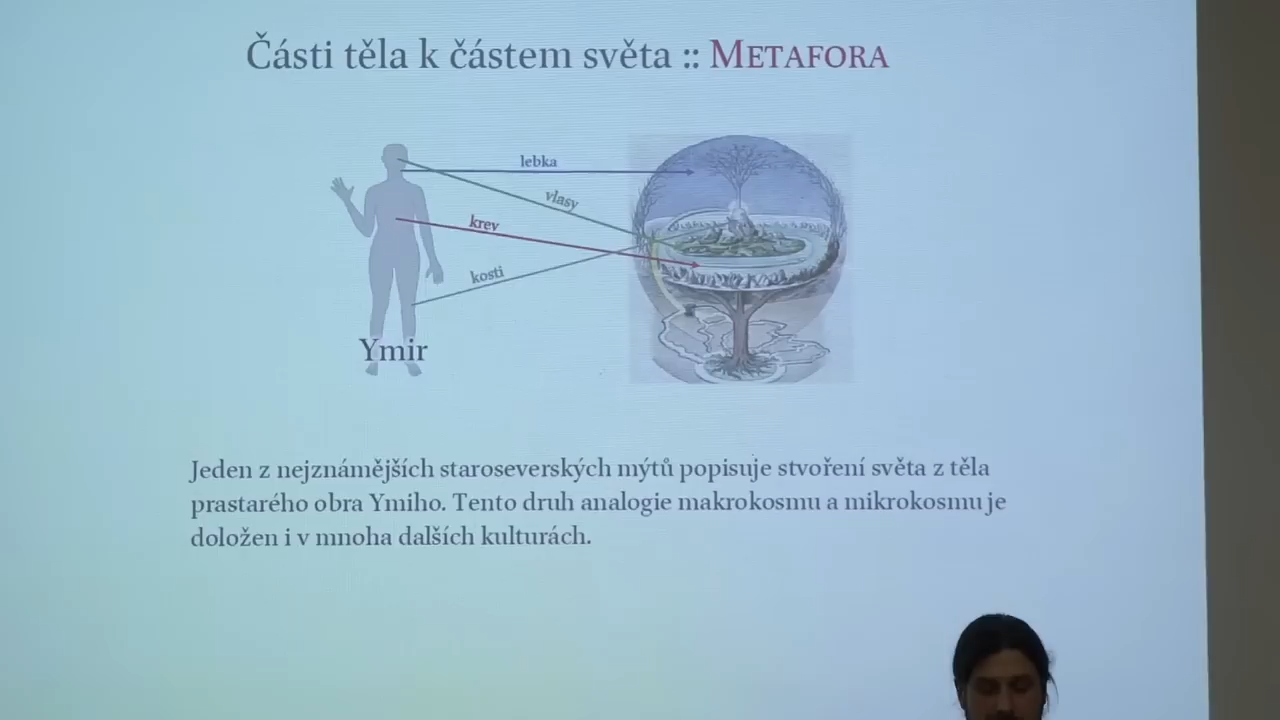 Části těla k částem světa :: METAFORA
lebka
vlasy
krev
kosti
Ymir
Jeden z nejznámějších staroseverských mýtů popisuje stvoření světa z těla
prastarého obra Ymiho. Tento druh analogie makrokosmu a mikrokosmu je
doložen i v mnoha dalších kulturách.